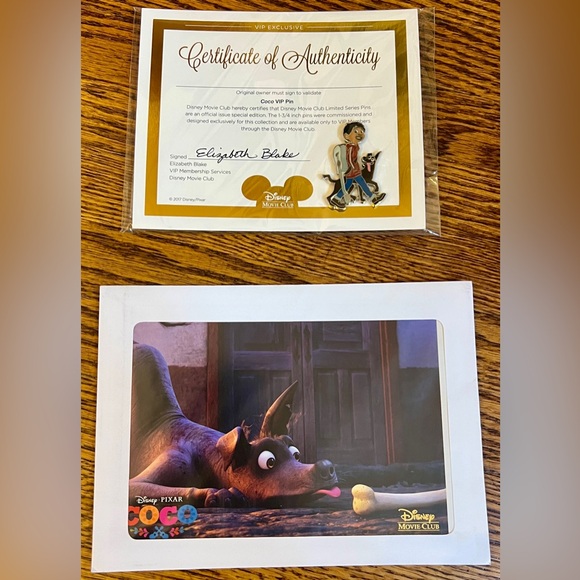 VIP EXCLUSIVE
Certificate of Authenticity
Original owner must sign to validate
Coco VIP Pin
Disney Movie Club hereby certifies that Disney Movie Club Limited Series Pins
are an official issue special edition. The 1-3/4 inch pins were commissioned and
designed exclusively for this collection and are available only to VIP Members
through the Disney Movie Club.
Signed Elizabeth Blake
Elizabeth Blake
VIP Membership Services
Disney Movie Club
© 2017 Disney/Pixar
Disney
MOVIE CLUB
Disney · PIXAR
COCO
Disney
MOVIE CLUB